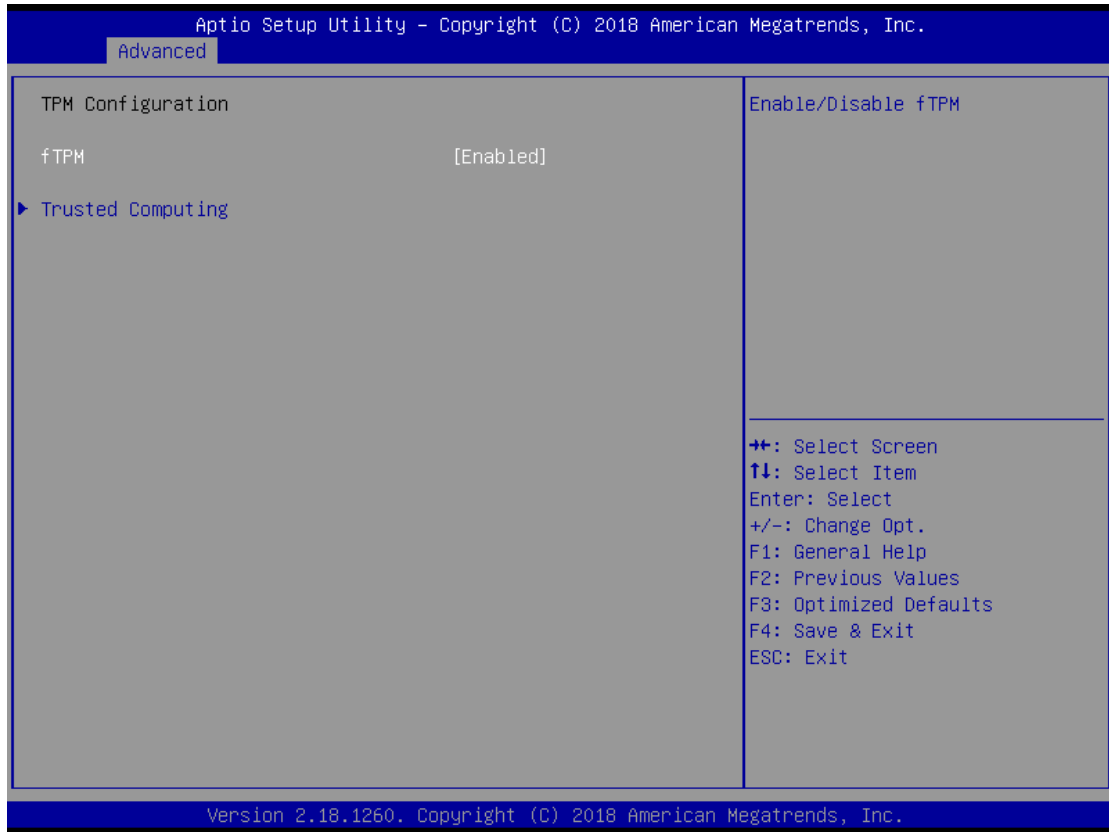 Aptio Setup Utility – Copyright (C) 2018 American Megatrends, Inc.
Advanced
TPM Configuration
fTPM [Enabled]
Trusted Computing
Enable/Disable fTPM
→←: Select Screen
↑↓: Select Item
Enter: Select
+/-: Change Opt.
F1: General Help
F2: Previous Values
F3: Optimized Defaults
F4: Save & Exit
ESC: Exit
Version 2.18.1260. Copyright (C) 2018 American Megatrends, Inc.